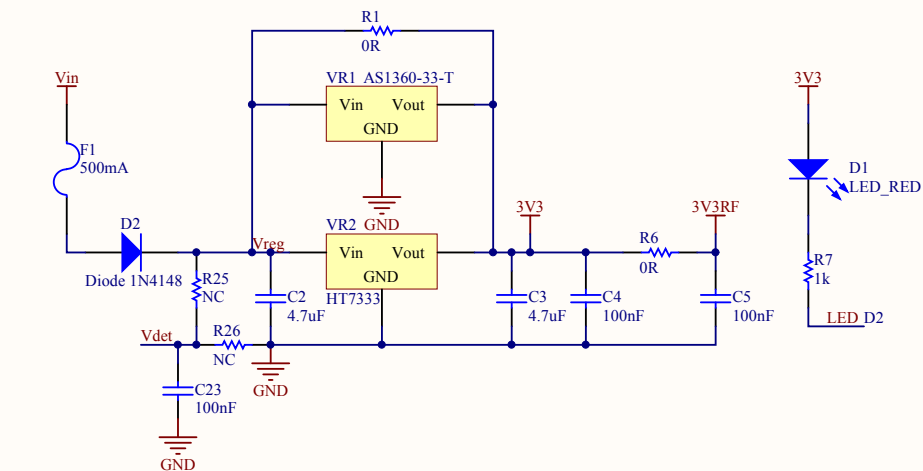 R1
0R
Vin
VR1 AS1360-33-T
3V3
Vin Vout
GND
F1
500mA
D1
LED_RED
D2
VR2 GND
3V3
3V3RF
Vreg
Vin Vout
R6
0R
GND
R7
1k
Diode 1N4148
R25
NC
C2
4.7uF
HT7333
C3
4.7uF
C4
100nF
C5
100nF
LED D2
Vdet
R26
NC
GND
C23
100nF
GND